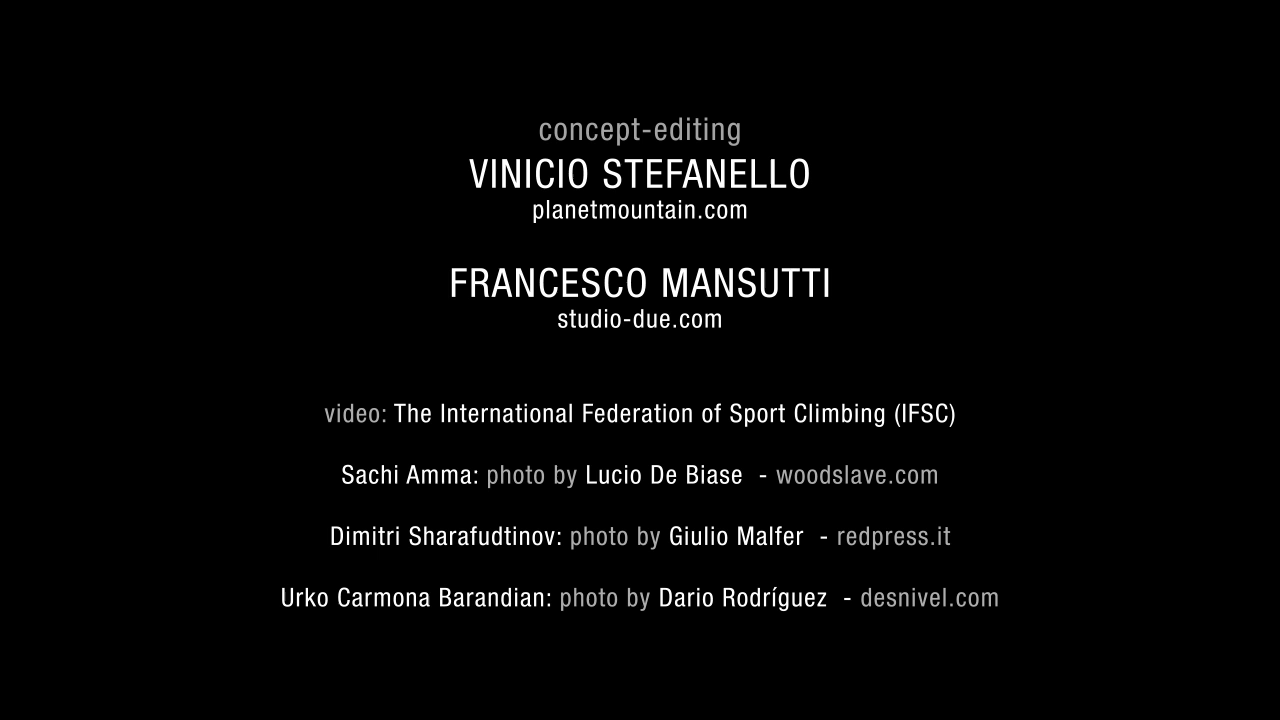 concept-editing
VINICIO STEFANELLO
planetmountain.com
FRANCESCO MANSUTTI
studio-due.com
video: The International Federation of Sport Climbing (IFSC)
Sachi Amma: photo by Lucio De Biase - woodslave.com
Dimitri Sharafudtinov: photo by Giulio Malfer - redpress.it
Urko Carmona Barandian: photo by Dario Rodríguez - desnivel.com